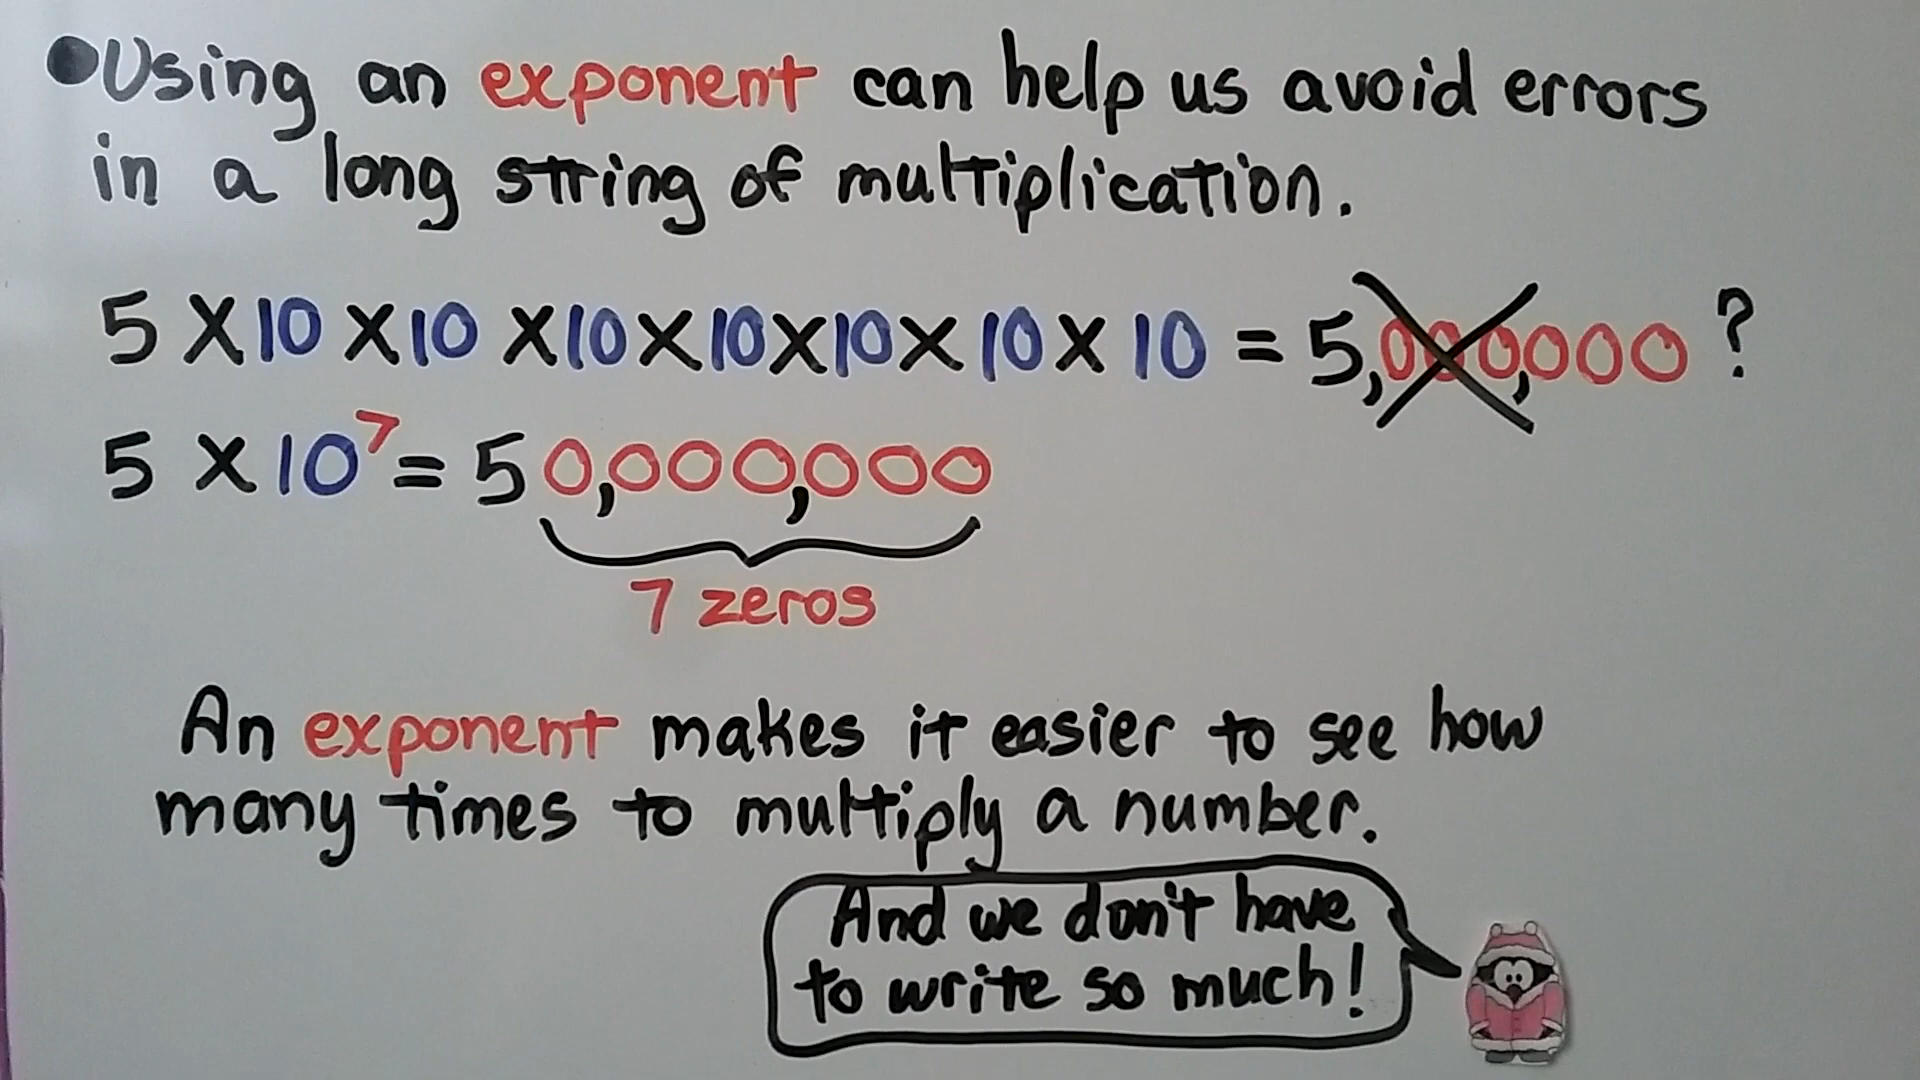 ●Using an exponent can help us avoid errors
in a long string of multiplication.
5 X 10 X 10 X 10 X 10 X 10 X 10 X 10 = 5,000,000 ?
5 X 10⁷ = 50,000,000
7 zeros
An exponent makes it easier to see how
many times to multiply a number.
And we don't have
to write so much!